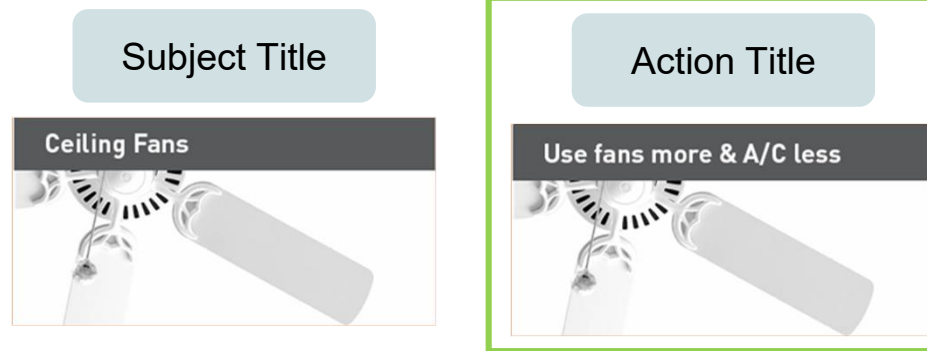 Subject Title
Action Title
Ceiling Fans
Use fans more & A/C less